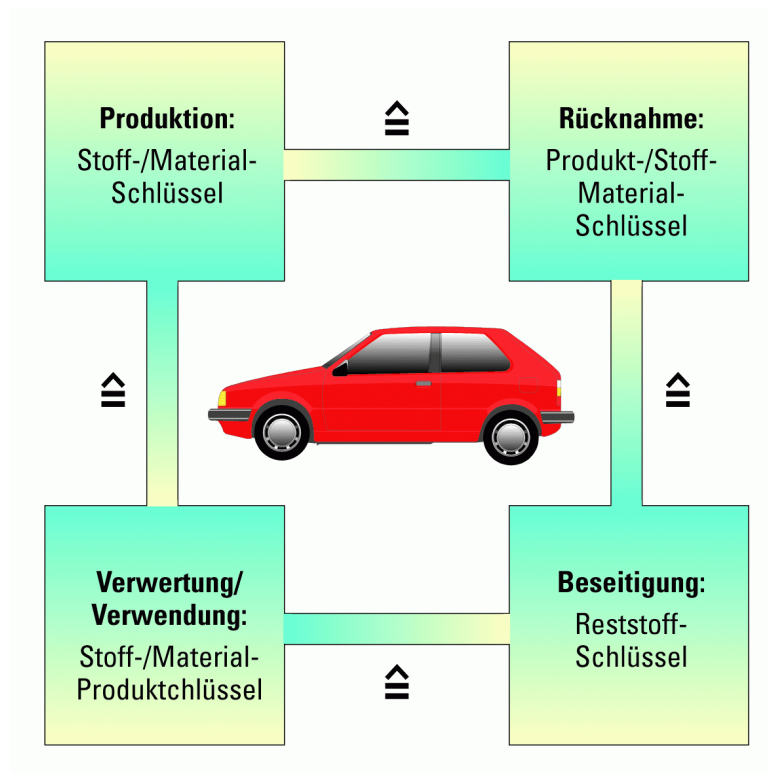 Produktion:
Stoff-/Material-
Schlüssel
≙
Rücknahme:
Produkt-/Stoff-
Material-
Schlüssel
≙
≙
Verwertung/
Verwendung:
Stoff-/Material-
Produktchlüssel
≙
Beseitigung:
Reststoff-
Schlüssel